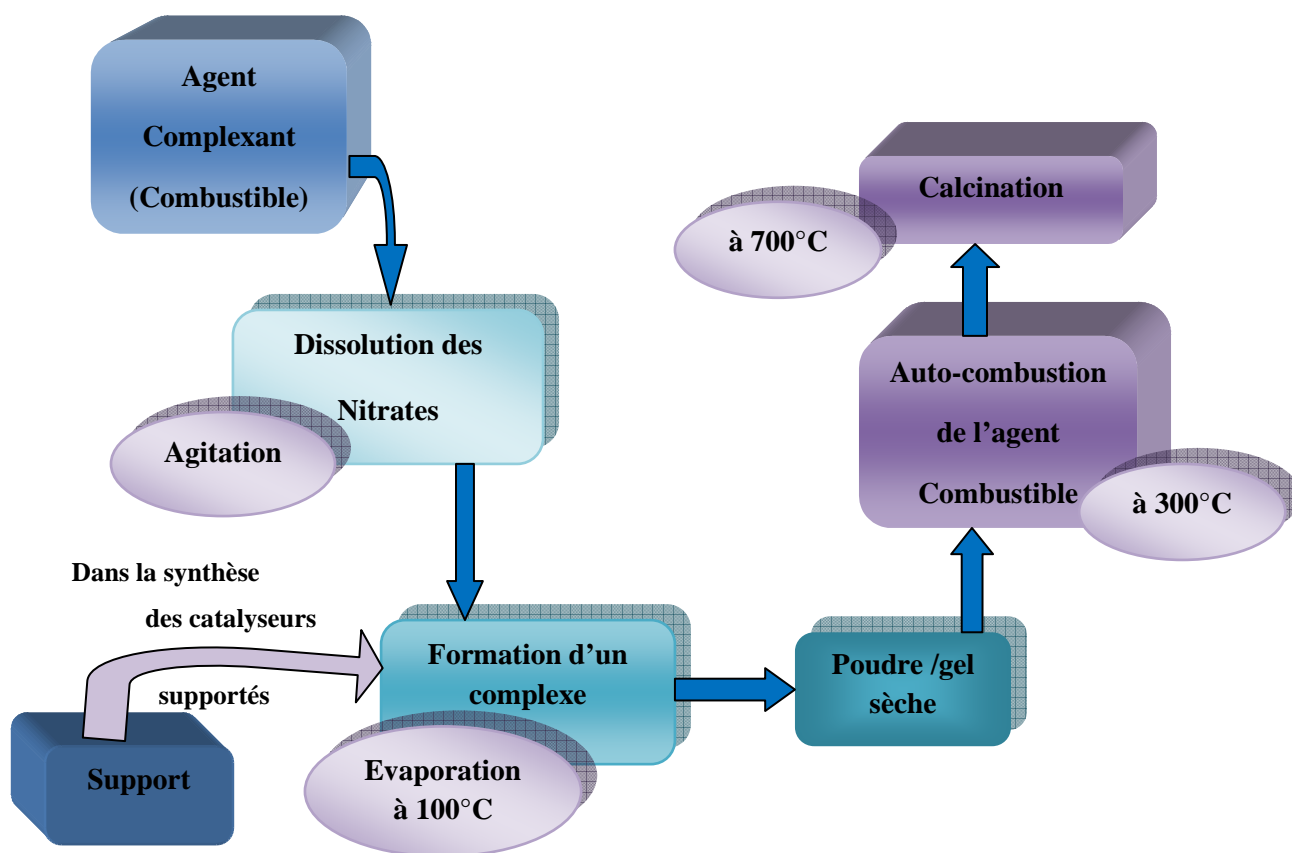 Agent
Complexant
(Combustible)
Dissolution des
Nitrates
Agitation
Dans la synthèse
des catalyseurs
supportés
Support
Formation d’un
complexe
Evaporation
à 100°C
Poudre /gel
sèche
Auto-combustion
de l’agent
Combustible
à 300°C
Calcination
à 700°C